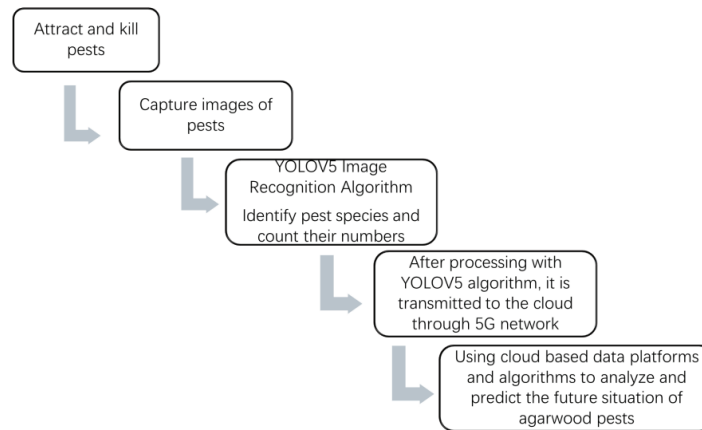 Attract and kill
pests
Capture images of
pests
YOLOV5 Image
Recognition Algorithm
Identify pest species and
count their numbers
After processing with
YOLOV5 algorithm, it is
transmitted to the cloud
through 5G network
Using cloud based data platforms
and algorithms to analyze and
predict the future situation of
agarwood pests